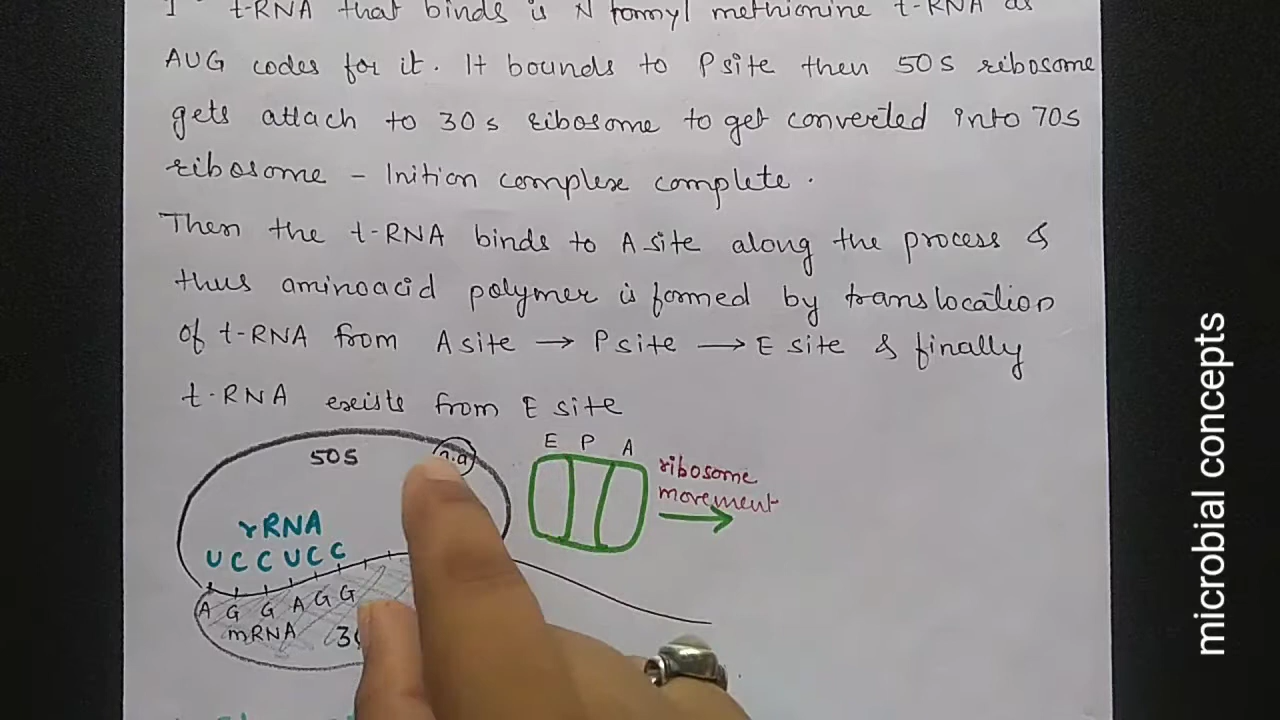 t-RNA that binds is N formyl methionine t-RNA as
AUG codes for it. It bounds to P site then 50S ribosome
gets attach to 30s ribosome to get converted into 70s
ribosome - Inition complex complete.
Then the t-RNA binds to A site along the process &
thus aminoacid polymer is formed by translocation
of t-RNA from A site → P site → E site & finally
t-RNA exists from E site
50S
a.a
E P A
ribosome
movement
rRNA
UCCUCC
AGGAGG
mRNA
microbial concepts